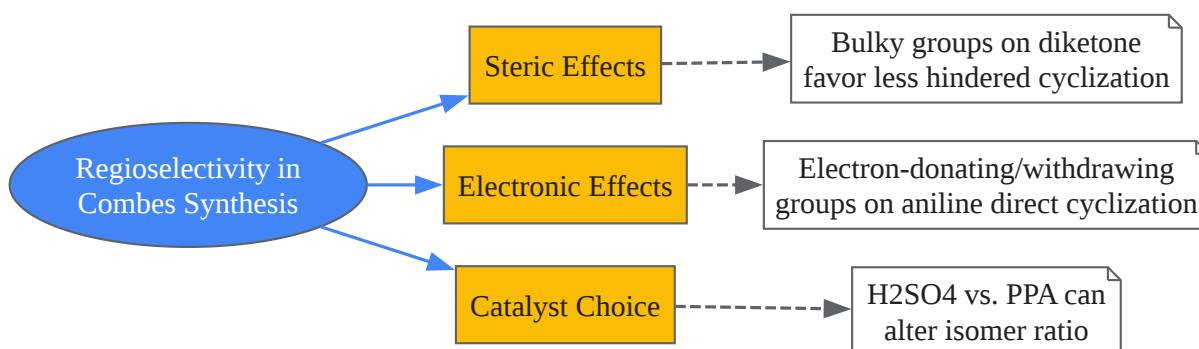 Regioselectivity in
Combes Synthesis
Steric Effects
Bulky groups on diketone
favor less hindered cyclization
Electronic Effects
Electron-donating/withdrawing
groups on aniline direct cyclization
Catalyst Choice
H2SO4 vs. PPA can
alter isomer ratio